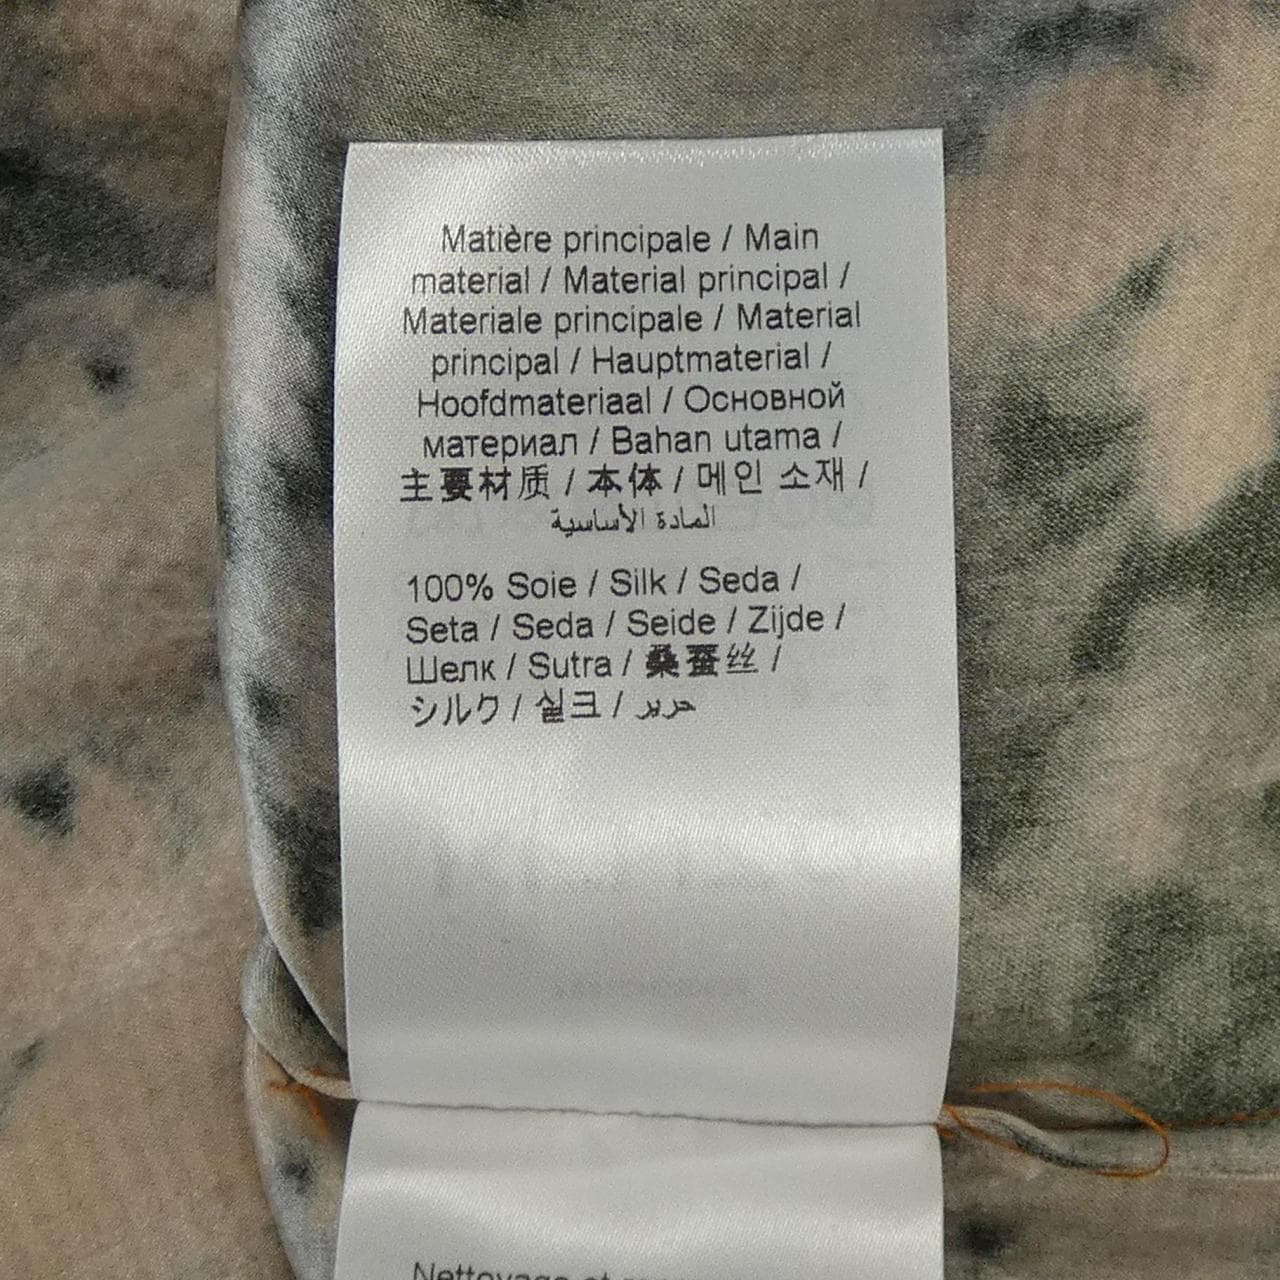 Matière principale / Main
material / Material principal /
Materiale principale / Material
principal / Hauptmaterial /
Hoofdmateriaal / Основной
материал / Bahan utama /
主要材质 / 本体 / 메인 소재 /
المادة الأساسية
100% Soie / Silk / Seda /
Seta / Seda / Seide / Zijde /
Шелк / Sutra / 桑蚕丝 /
シルク / 실크 / حرير
Nettoyage et